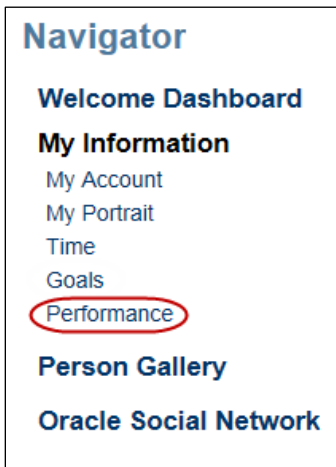 Navigator
Welcome Dashboard
My Information
My Account
My Portrait
Time
Goals
Performance
Person Gallery
Oracle Social Network